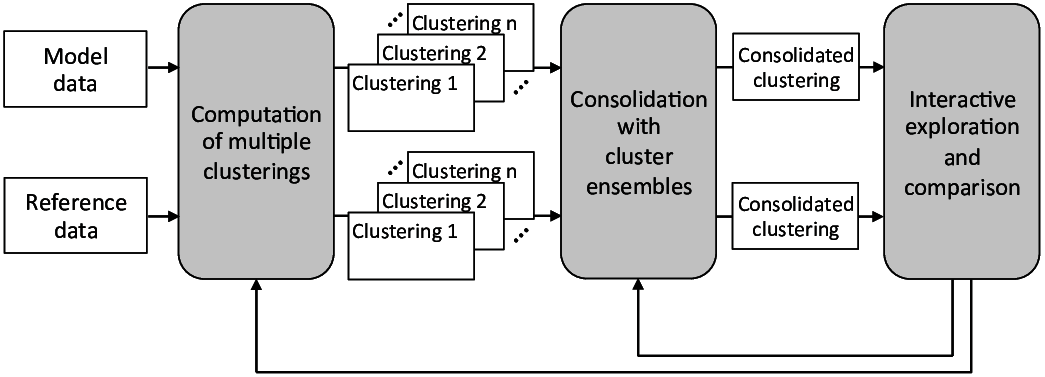 Model
data
Reference
data
Computation
of multiple
clusterings
Clustering n
Clustering 2
Clustering 1
Clustering n
Clustering 2
Clustering 1
Consolidation
with
cluster
ensembles
Consolidated
clustering
Consolidated
clustering
Interactive
exploration
and
comparison